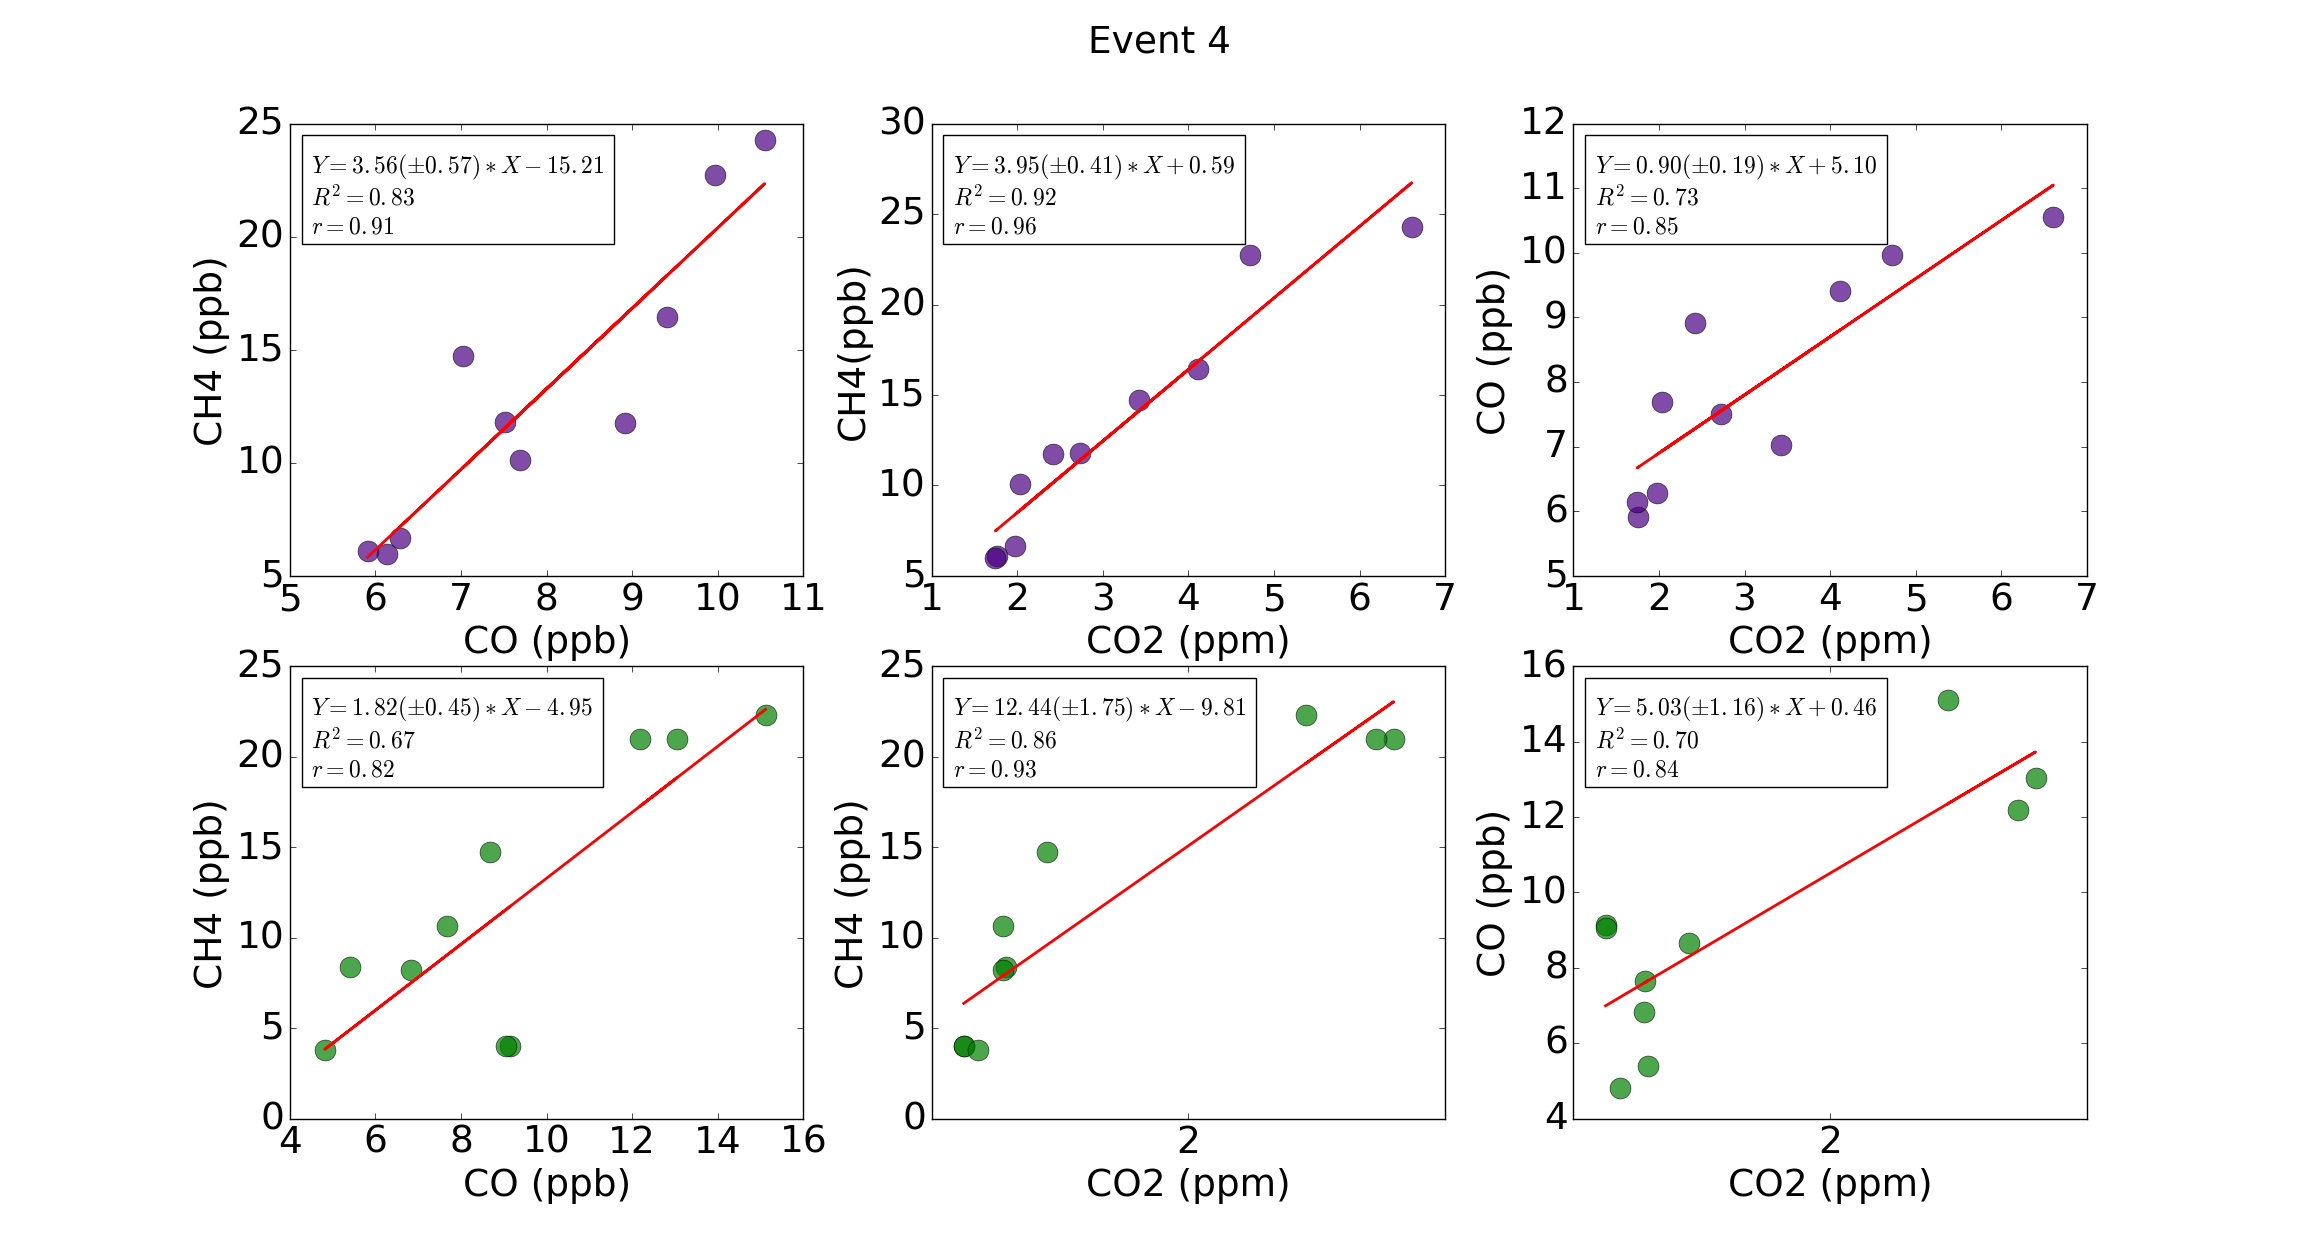 Event 4
25
20
15
10
5
CH4 (ppb)
Y = 3.56(±0.57) ∗ X − 15.21
R² = 0.83
r = 0.91
5 6 7 8 9 10 11
CO (ppb)
30
25
20
15
10
5
CH4(ppb)
Y = 3.95(±0.41) ∗ X + 0.59
R² = 0.92
r = 0.96
1 2 3 4 5 6 7
CO2 (ppm)
12
11
10
9
8
7
6
5
CO (ppb)
Y = 0.90(±0.19) ∗ X + 5.10
R² = 0.73
r = 0.85
1 2 3 4 5 6 7
CO2 (ppm)
25
20
15
10
5
0
CH4 (ppb)
Y = 1.82(±0.45) ∗ X − 4.95
R² = 0.67
r = 0.82
4 6 8 10 12 14 16
CO (ppb)
25
20
15
10
5
0
CH4 (ppb)
Y = 12.44(±1.75) ∗ X − 9.81
R² = 0.86
r = 0.93
2
CO2 (ppm)
16
14
12
10
8
6
4
CO (ppb)
Y = 5.03(±1.16) ∗ X + 0.46
R² = 0.70
r = 0.84
2
CO2 (ppm)